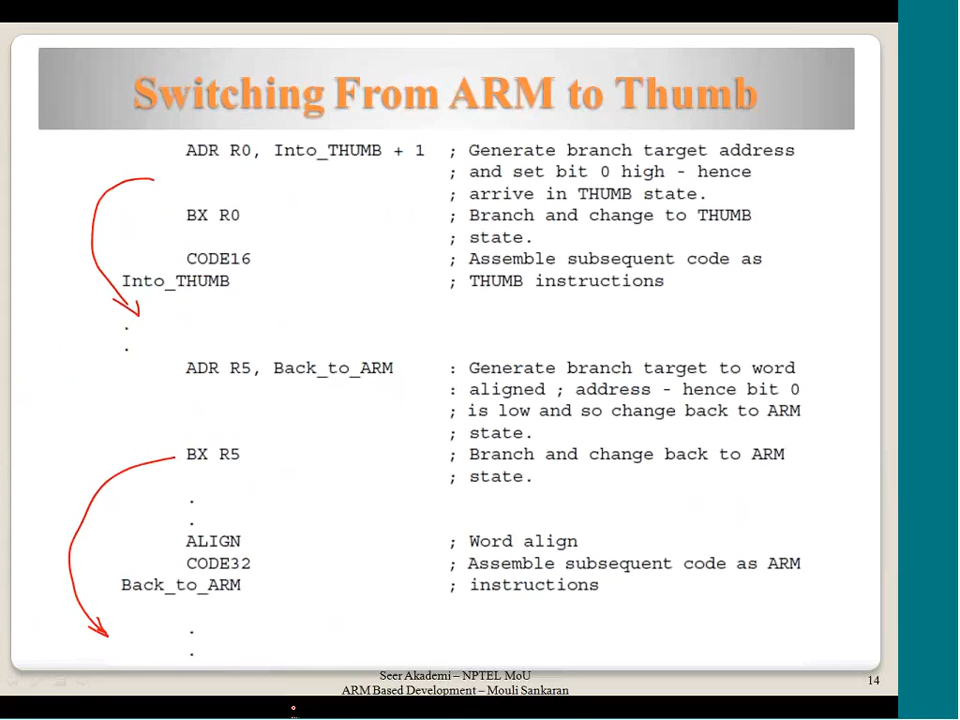 Switching From ARM to Thumb
ADR R0, Into_THUMB + 1 ; Generate branch target address
; and set bit 0 high - hence
; arrive in THUMB state.
BX R0 ; Branch and change to THUMB
; state.
CODE16 ; Assemble subsequent code as
Into_THUMB ; THUMB instructions
.
.
ADR R5, Back_to_ARM : Generate branch target to word
: aligned ; address - hence bit 0
; is low and so change back to ARM
; state.
BX R5 ; Branch and change back to ARM
; state.
.
.
ALIGN ; Word align
CODE32 ; Assemble subsequent code as ARM
Back_to_ARM ; instructions
.
.
Seer Akademi – NPTEL MoU
ARM Based Development – Mouli Sankaran
14